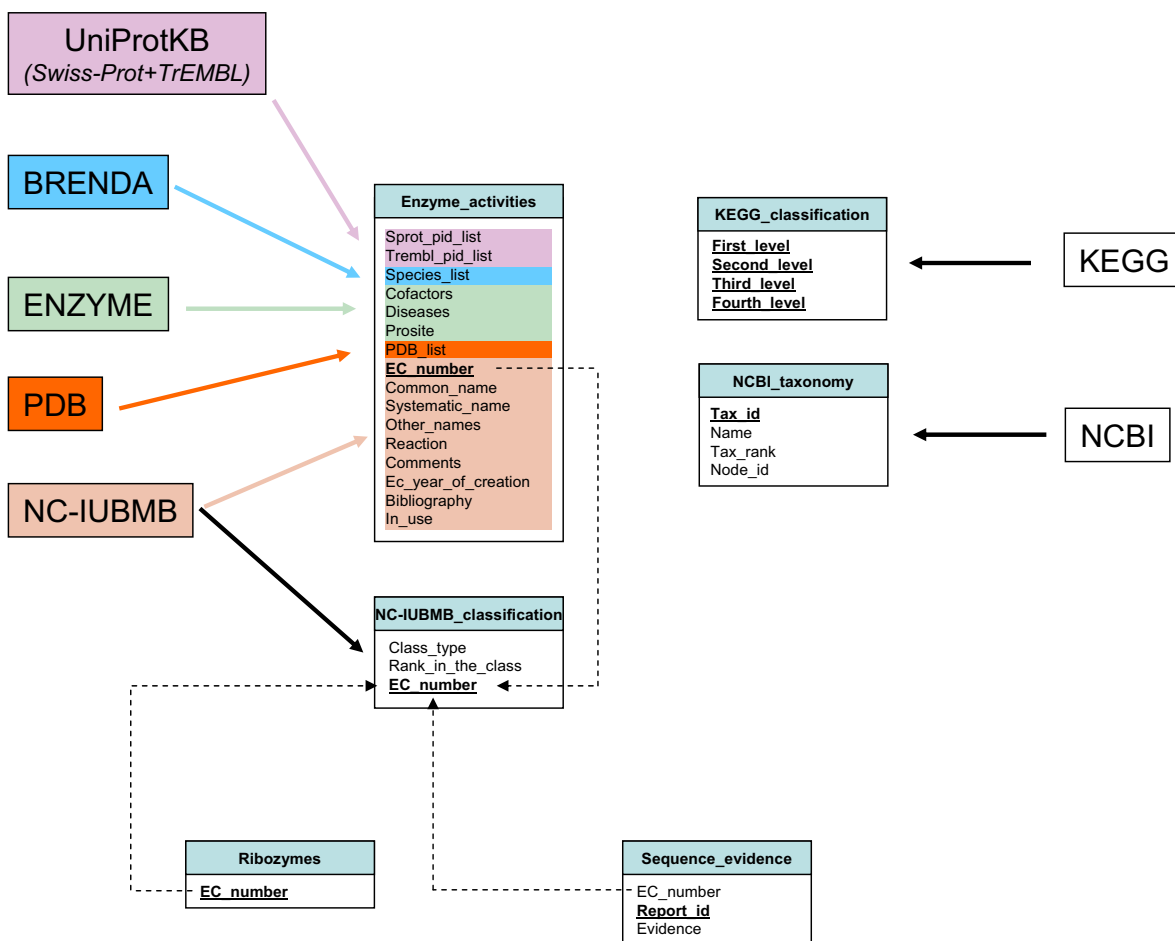 UniProtKB
(Swiss-Prot+TrEMBL)
BRENDA
ENZYME
PDB
NC-IUBMB
Enzyme_activities
Sprot_pid_list
Trembl_pid_list
Species_list
Cofactors
Diseases
Prosite
PDB_list
EC_number
Common_name
Systematic_name
Other_names
Reaction
Comments
Ec_year_of_creation
Bibliography
In_use
KEGG_classification
First_level
Second_level
Third_level
Fourth_level
KEGG
NCBI_taxonomy
Tax_id
Name
Tax_rank
Node_id
NCBI
NC-IUBMB_classification
Class_type
Rank_in_the_class
EC_number
Ribozymes
EC_number
Sequence_evidence
EC_number
Report_id
Evidence